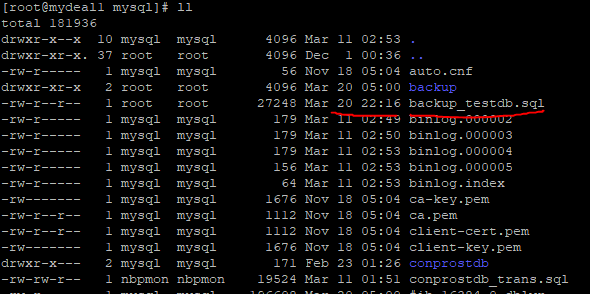 [root@mydeall mysql]# ll
total 181936
drwxr-x--x 10 mysql mysql 4096 Mar 11 02:53 .
drwxr-xr-x. 37 root root 4096 Dec 1 00:36 ..
-rw-r----- 1 mysql mysql 56 Nov 18 05:04 auto.cnf
drwxr-xr-x 2 root root 4096 Mar 20 05:00 backup
-rw-r--r-- 1 root root 27248 Mar 20 22:16 backup_testdb.sql
-rw-r----- 1 mysql mysql 179 Mar 11 02:49 binlog.000002
-rw-r----- 1 mysql mysql 179 Mar 11 02:50 binlog.000003
-rw-r----- 1 mysql mysql 179 Mar 11 02:53 binlog.000004
-rw-r----- 1 mysql mysql 156 Mar 11 02:53 binlog.000005
-rw-r----- 1 mysql mysql 64 Mar 11 02:53 binlog.index
-rw------- 1 mysql mysql 1676 Nov 18 05:04 ca-key.pem
-rw-r--r-- 1 mysql mysql 1112 Nov 18 05:04 ca.pem
-rw-r--r-- 1 mysql mysql 1112 Nov 18 05:04 client-cert.pem
-rw------- 1 mysql mysql 1676 Nov 18 05:04 client-key.pem
drwxr-x--- 2 mysql mysql 171 Feb 23 01:26 conprostdb
-rw-rw-r-- 1 nbpmon nbpmon 19524 Mar 11 01:51 conprostdb_trans.sql